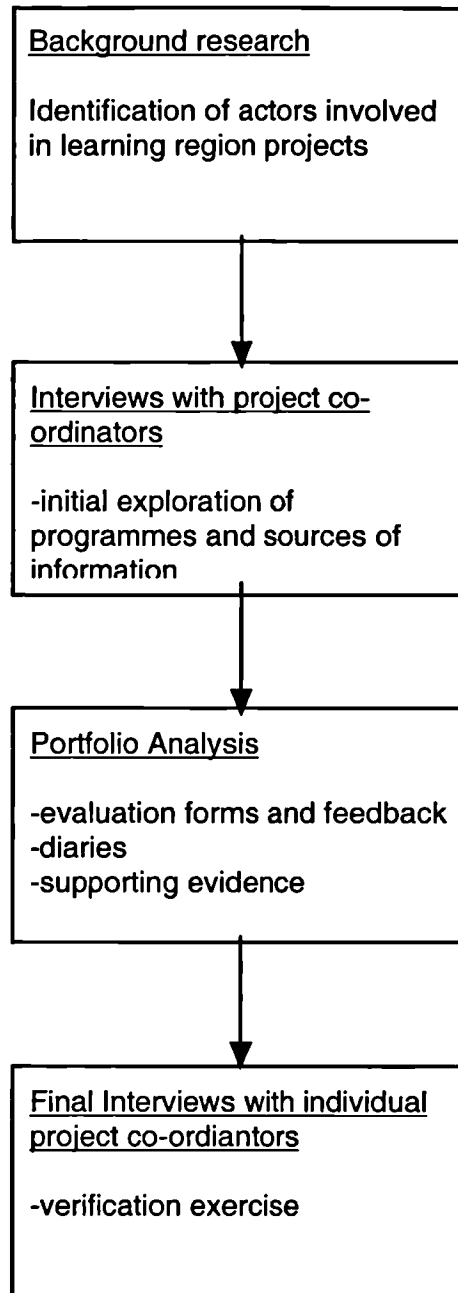 Background research
Identification of actors involved
in learning region projects
Interviews with project co-
ordinators
-initial exploration of
programmes and sources of
information
Portfolio Analysis
-evaluation forms and feedback
-diaries
-supporting evidence
Final Interviews with individual
project co-ordiantors
-verification exercise